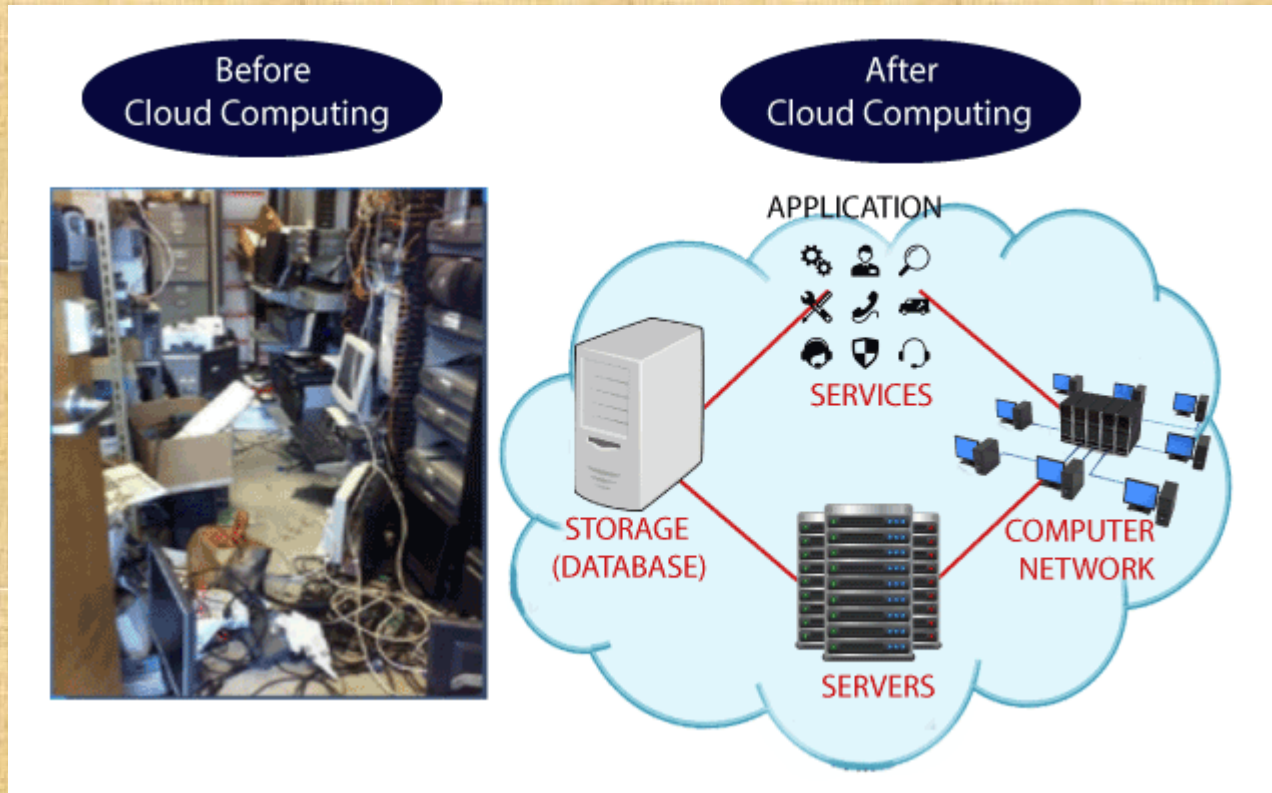 Before
Cloud Computing
After
Cloud Computing
APPLICATION
SERVICES
STORAGE
(DATABASE)
COMPUTER
NETWORK
SERVERS